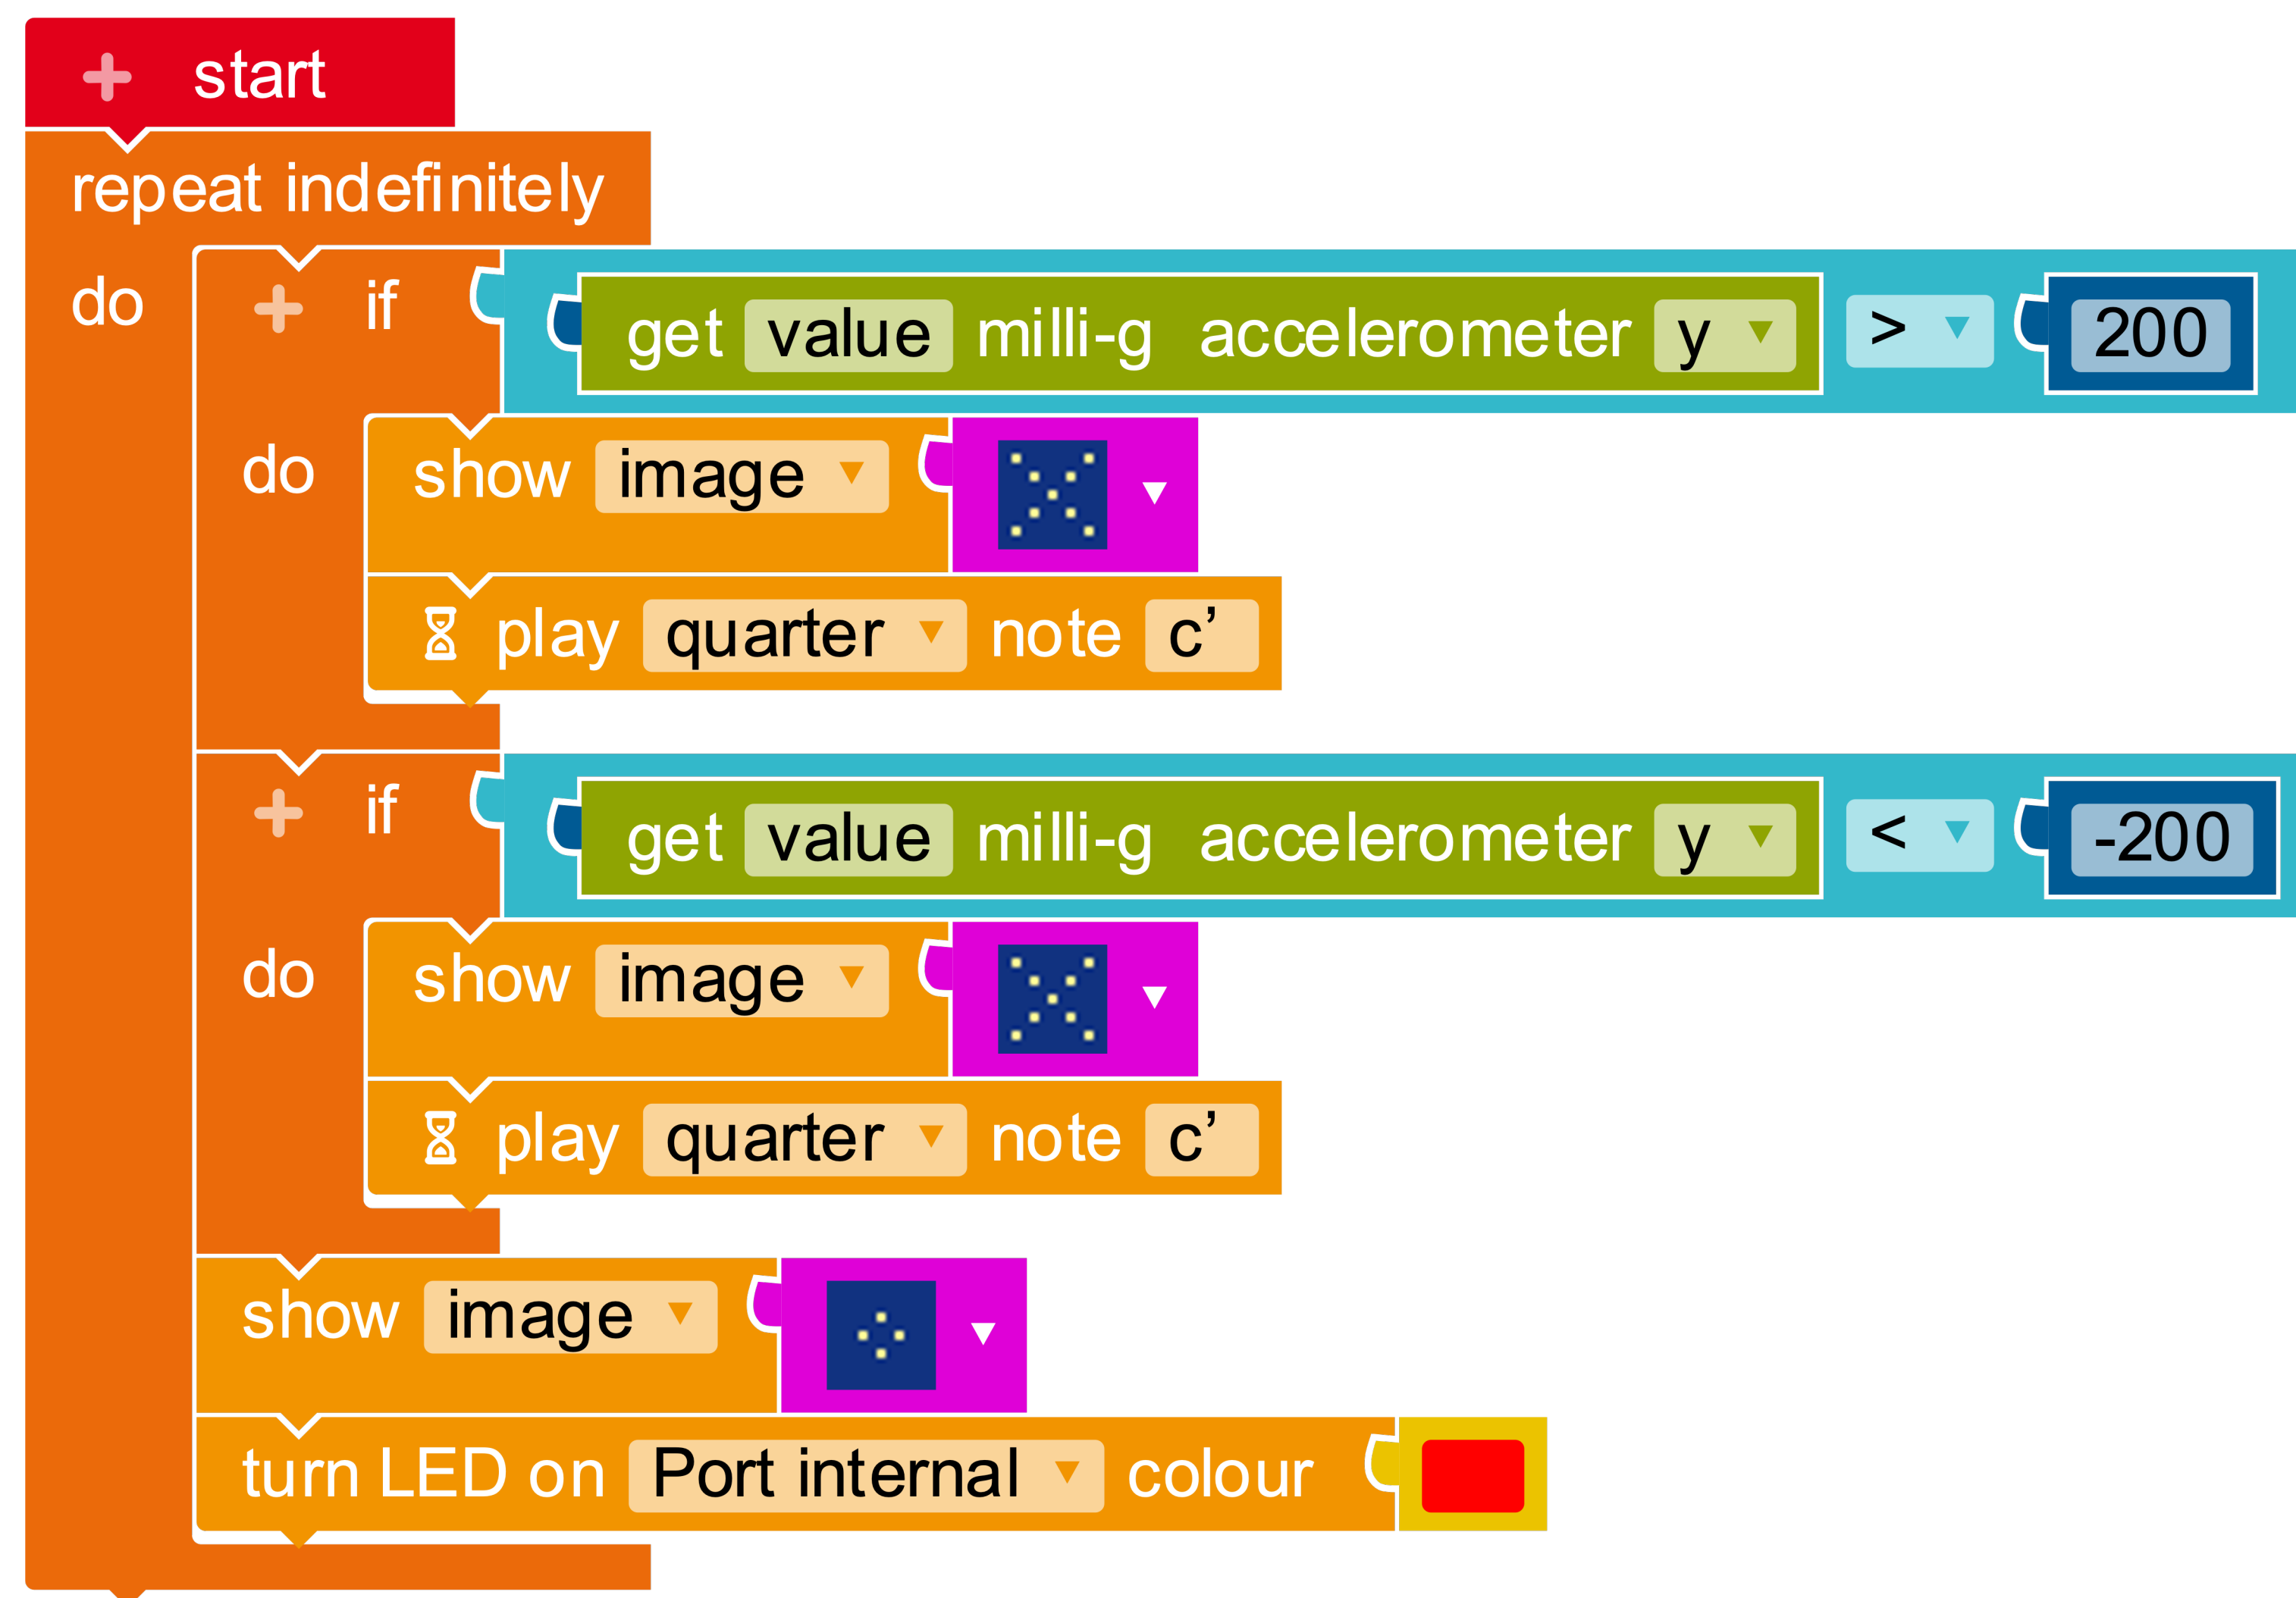 start
repeat indefinitely
do if get value milli-g accelerometer y > 200
do show image
play quarter note c’
if get value milli-g accelerometer y < -200
do show image
play quarter note c’
show image
turn LED on Port internal colour